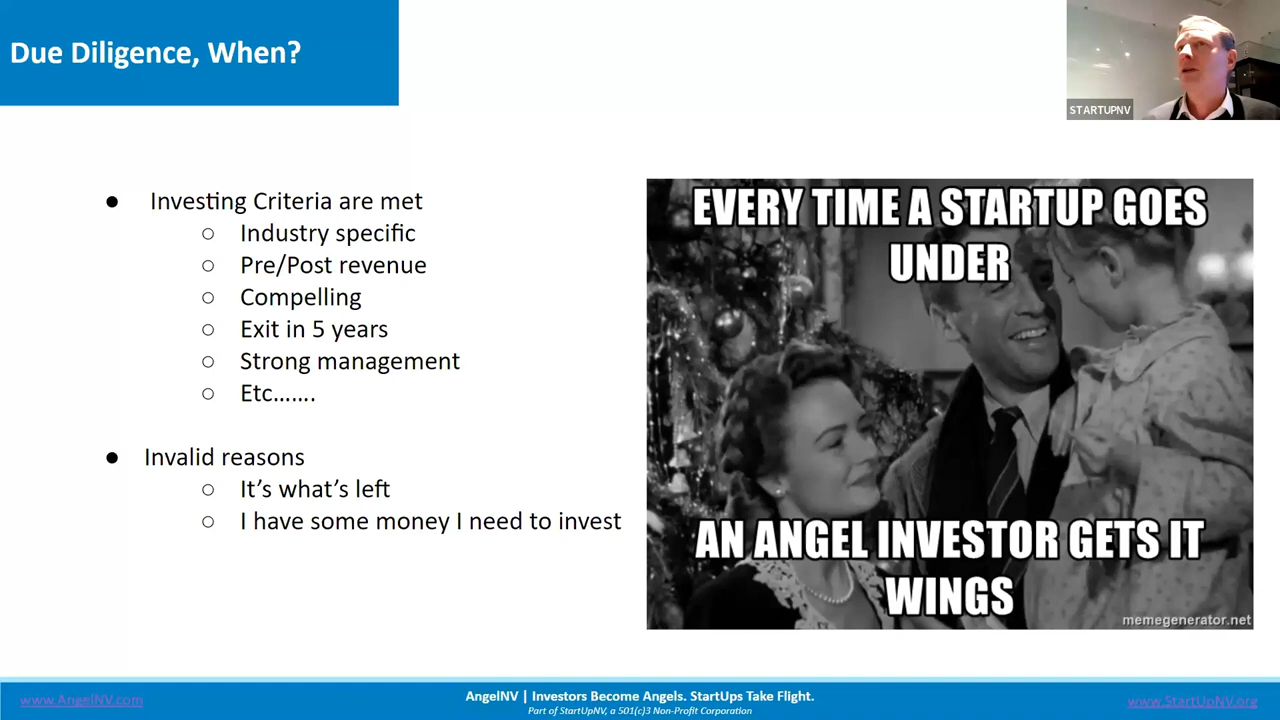 Due Diligence, When?
STARTUPNV
● Investing Criteria are met
○ Industry specific
○ Pre/Post revenue
○ Compelling
○ Exit in 5 years
○ Strong management
○ Etc.......
● Invalid reasons
○ It’s what’s left
○ I have some money I need to invest
EVERY TIME A STARTUP GOES
UNDER
AN ANGEL INVESTOR GETS IT
WINGS
memegenerator.net
www.AngelNV.com
AngelNV | Investors Become Angels. StartUps Take Flight.
Part of StartUpNV, a 501(c)3 Non-Profit Corporation
www.StartUpNV.org